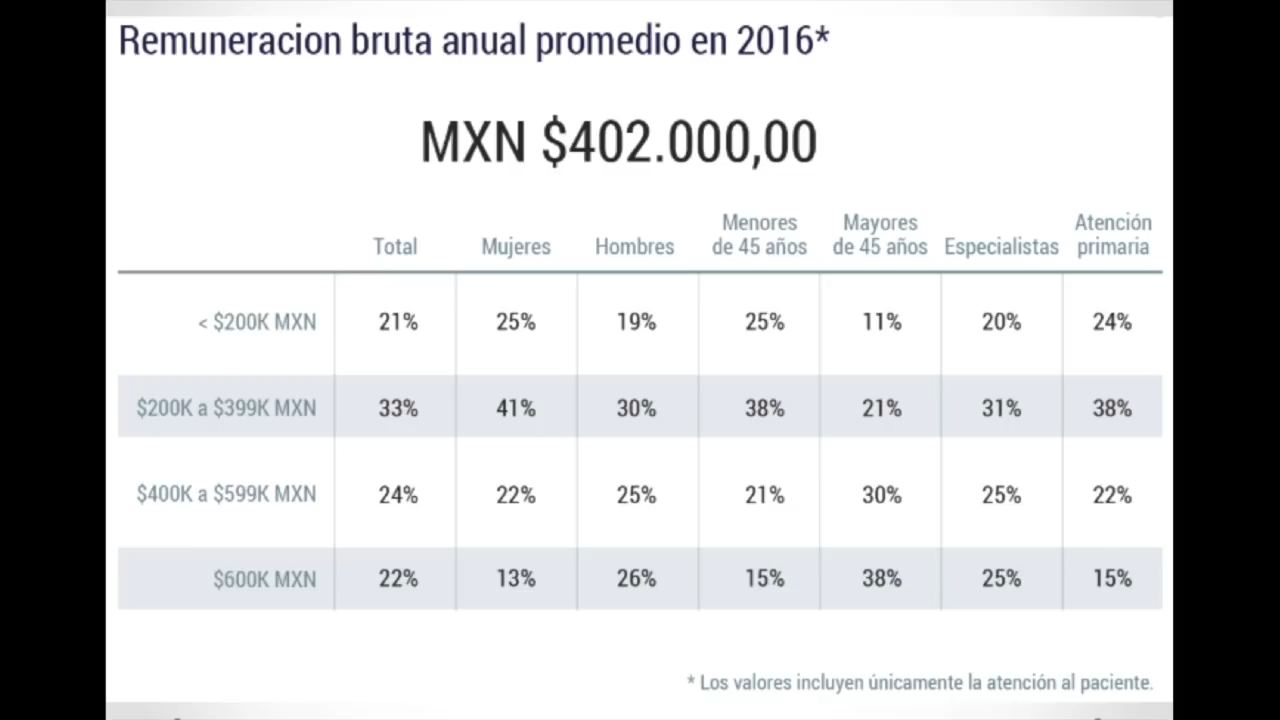 Remuneracion bruta anual promedio en 2016*
MXN $402.000,00
Total Mujeres Hombres Menores de 45 años Mayores de 45 años Especialistas Atención primaria
< $200K MXN 21% 25% 19% 25% 11% 20% 24%
$200K a $399K MXN 33% 41% 30% 38% 21% 31% 38%
$400K a $599K MXN 24% 22% 25% 21% 30% 25% 22%
$600K MXN 22% 13% 26% 15% 38% 25% 15%
* Los valores incluyen únicamente la atención al paciente.